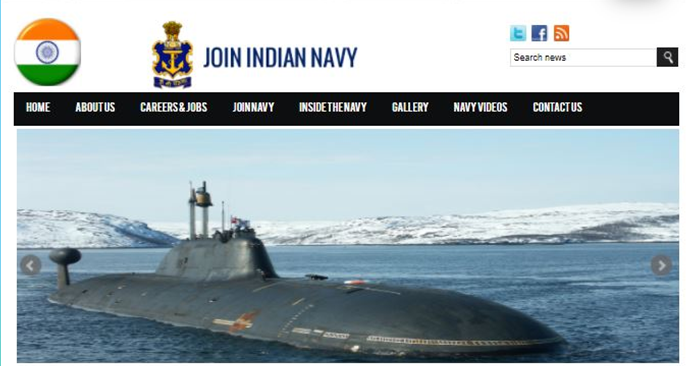 JOIN INDIAN NAVY
Search news
HOME ABOUT US CAREERS & JOBS JOIN NAVY INSIDE THE NAVY GALLERY NAVY VIDEOS CONTACT US